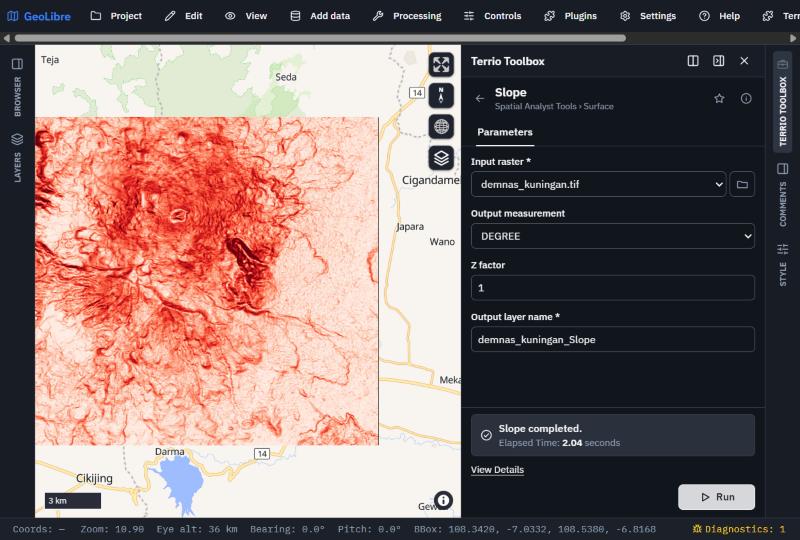 GeoLibre
Project
Edit
View
Add data
Processing
Controls
Plugins
Settings
Help
BROWSER
LAYERS
Teja
Seda
14
N
Cigandame
Japara
Wano
Meka
Darma
14
Cikijing
3 km
Terrio Toolbox
Slope
Spatial Analyst Tools › Surface
Parameters
Input raster *
demnas_kuningan.tif
Output measurement
DEGREE
Z factor
1
Output layer name *
demnas_kuningan_Slope
Slope completed.
Elapsed Time: 2.04 seconds
View Details
Run
TERRIO TOOLBOX
COMMENTS
STYLE
Coords: — Zoom: 10.90 Eye alt: 36 km Bearing: 0.0° Pitch: 0.0° BBox: 108.3420, -7.0332, 108.5380, -6.8168 Diagnostics: 1